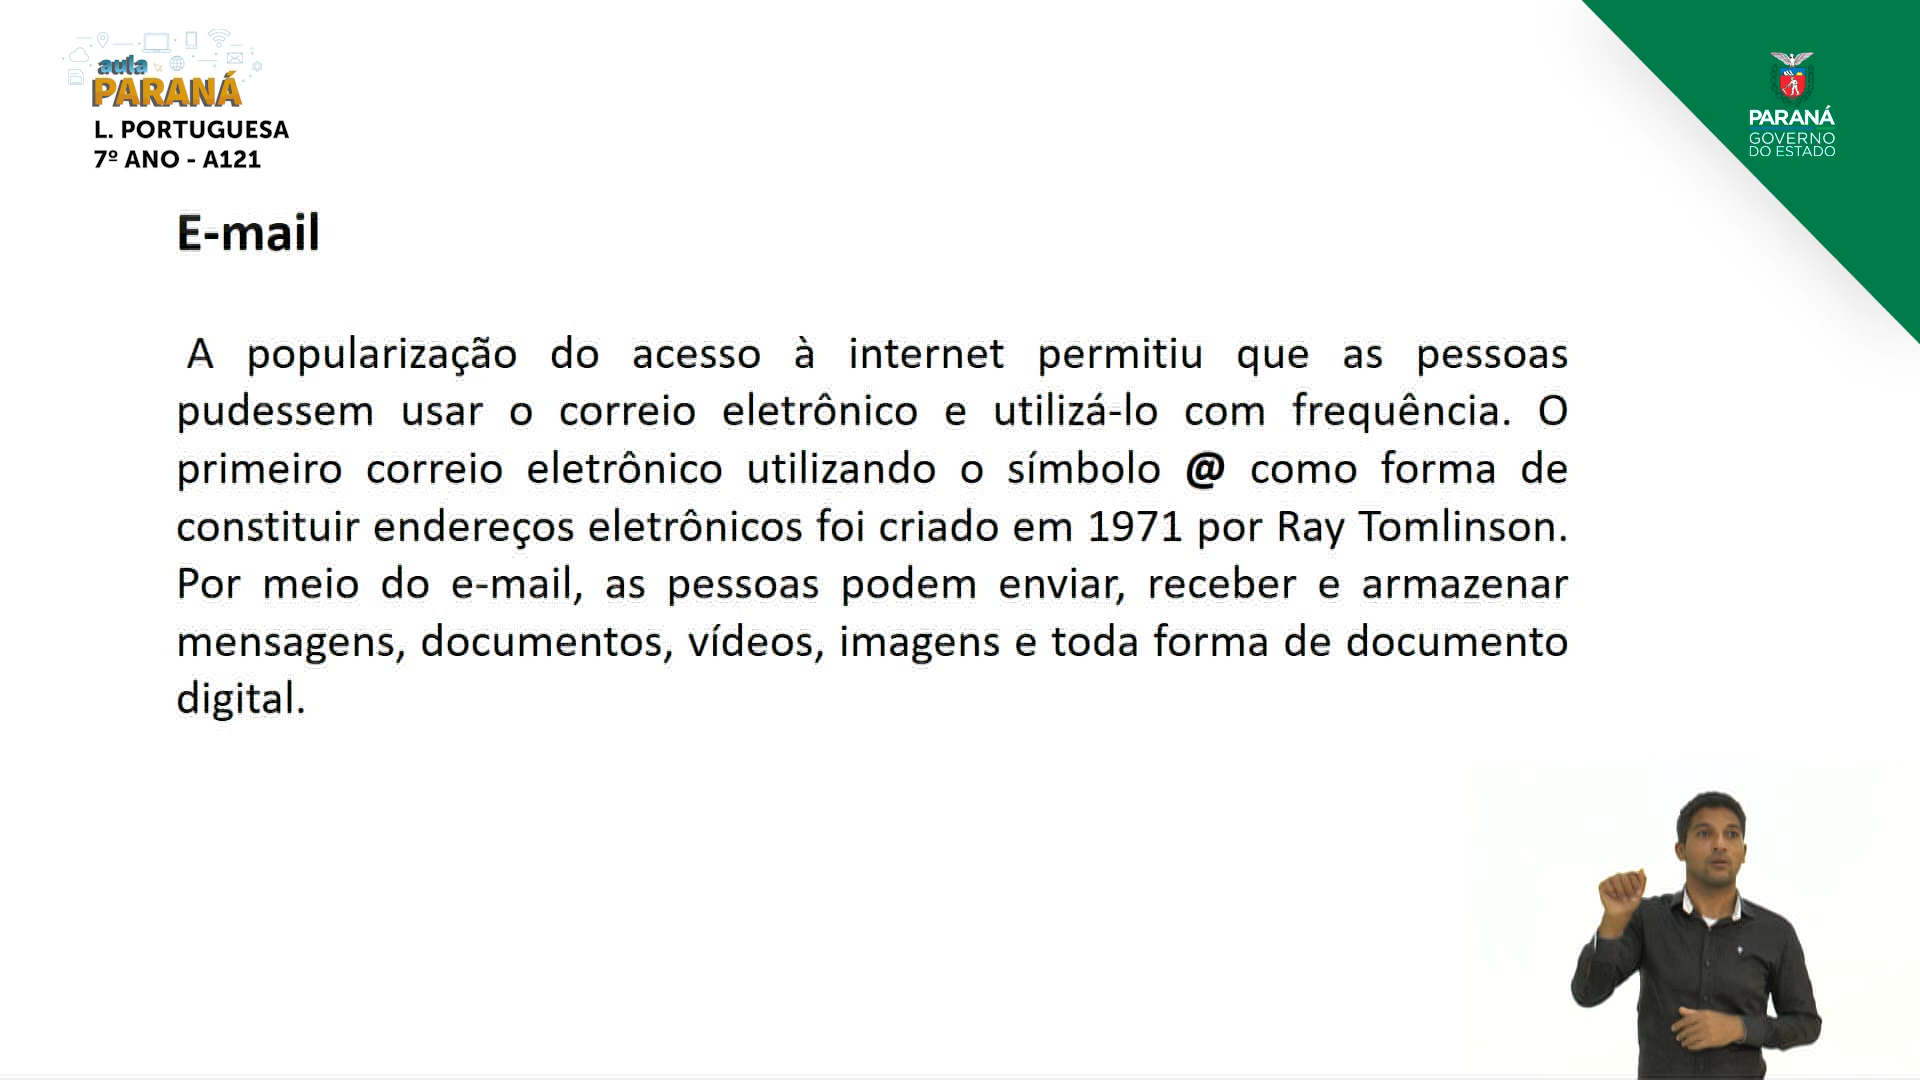 aula
PARANÁ
L. PORTUGUESA
7º ANO - A121
PARANÁ
GOVERNO
DO ESTADO
E-mail
A popularização do acesso à internet permitiu que as pessoas
pudessem usar o correio eletrônico e utilizá-lo com frequência. O
primeiro correio eletrônico utilizando o símbolo @ como forma de
constituir endereços eletrônicos foi criado em 1971 por Ray Tomlinson.
Por meio do e-mail, as pessoas podem enviar, receber e armazenar
mensagens, documentos, vídeos, imagens e toda forma de documento
digital.